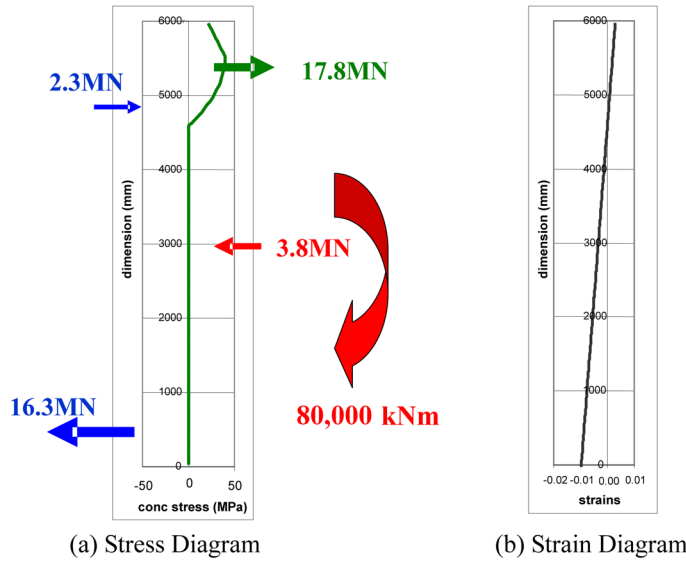 6000
5000
4000
3000
2000
1000
0
-50
0
50
dimension (mm)
conc stress (MPa)
2.3MN
17.8MN
3.8MN
16.3MN
80,000 kNm
(a) Stress Diagram
6000
5000
4000
3000
2000
1000
0
-0.02
-0.01
0.00
0.01
dimension (mm)
strains
(b) Strain Diagram